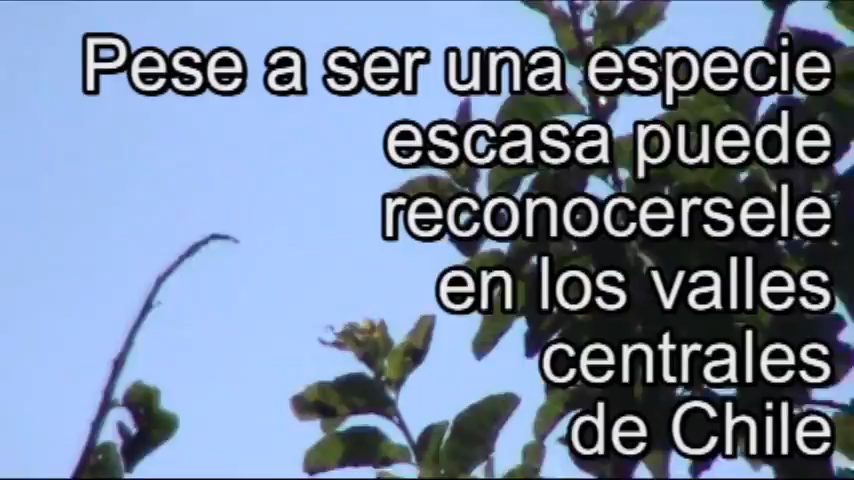 Pese a ser una especie
escasa puede
reconocersele
en los valles
centrales
de Chile